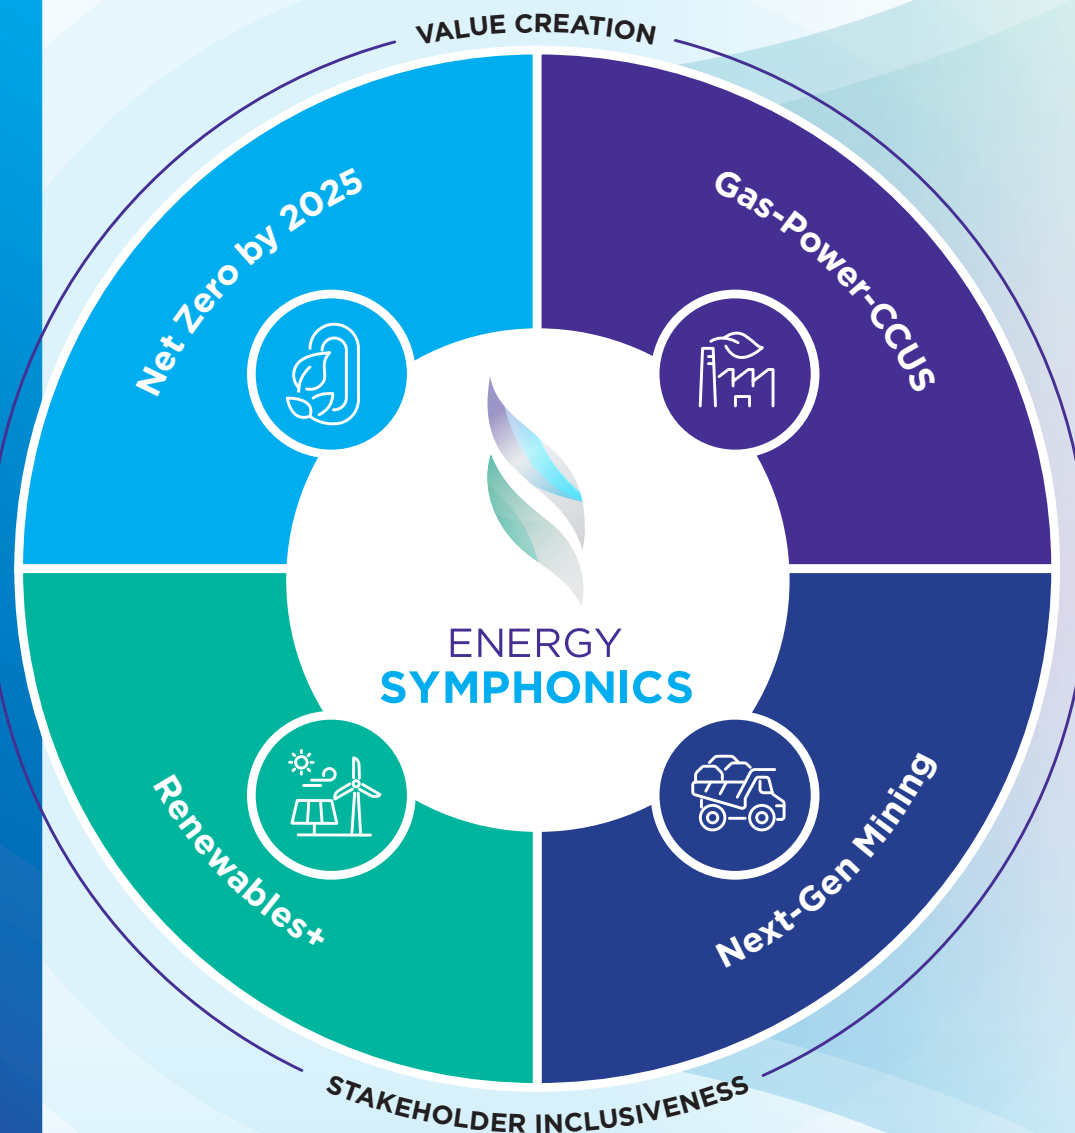 VALUE CREATION
Net Zero by 2025
Gas-Power-CCUS
ENERGY
SYMPHONICS
Renewables+
Next-Gen Mining
STAKEHOLDER INCLUSIVENESS